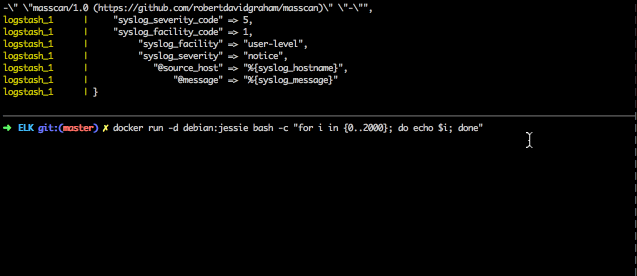 -\" \"masscan/1.0 (https://github.com/robertdavidgraham/masscan)\" \"-\"",
logstash_1 | "syslog_severity_code" => 5,
logstash_1 | "syslog_facility_code" => 1,
logstash_1 | "syslog_facility" => "user-level",
logstash_1 | "syslog_severity" => "notice",
logstash_1 | "@source_host" => "%{syslog_hostname}",
logstash_1 | "@message" => "%{syslog_message}"
logstash_1 | }
➜ ELK git:(master) ✗ docker run -d debian:jessie bash -c "for i in {0..2000}; do echo $i; done"